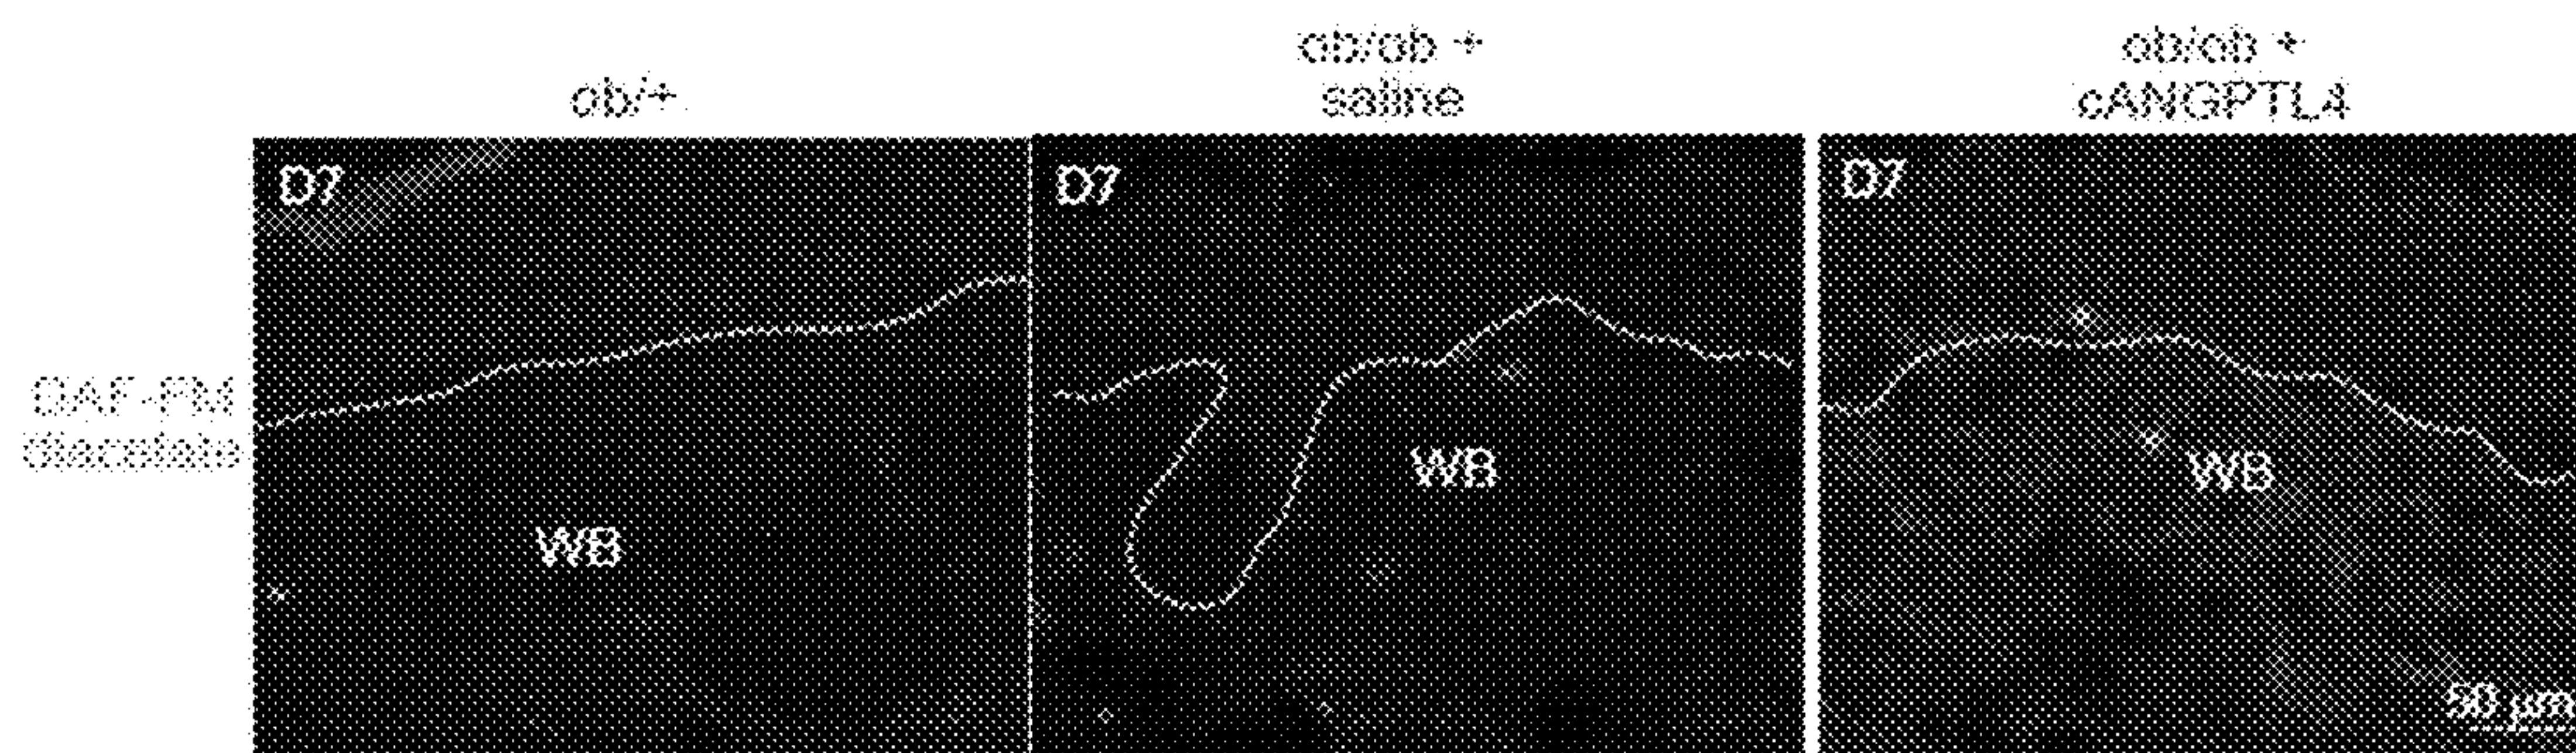 ob/+
ob/ob +
saline
ob/ob +
cANGPTL4
DAF-FM
diacetate
D7
WB
D7
WB
D7
WB
50 µm